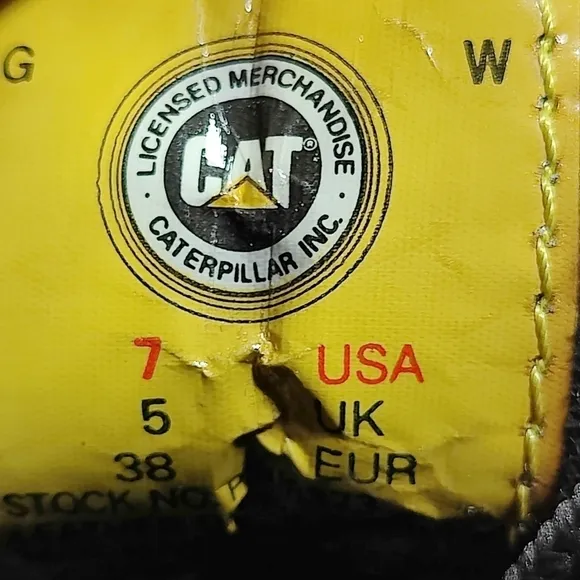 G W
LICENSED MERCHANDISE
CAT®
CATERPILLAR INC.
7 USA
5 UK
38 EUR
STOCK NO.